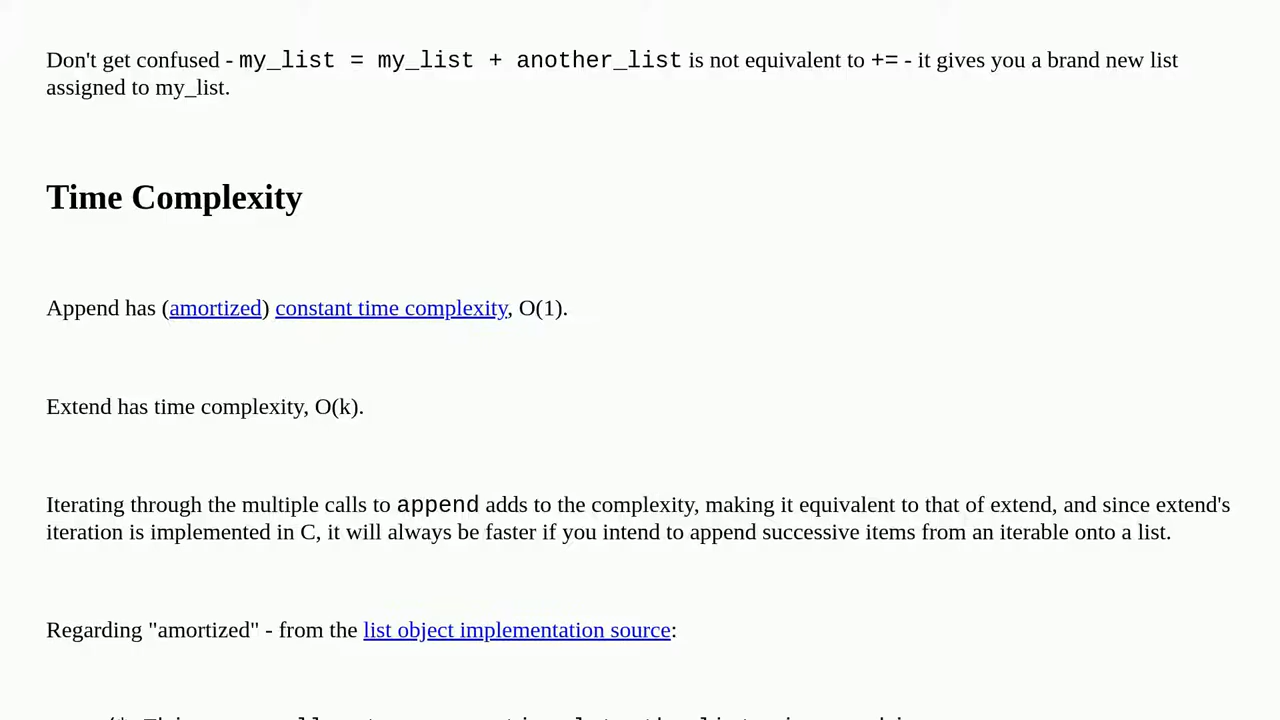 Don't get confused - my_list = my_list + another_list is not equivalent to += - it gives you a brand new list
assigned to my_list.
Time Complexity
Append has (amortized) constant time complexity, O(1).
Extend has time complexity, O(k).
Iterating through the multiple calls to append adds to the complexity, making it equivalent to that of extend, and since extend's
iteration is implemented in C, it will always be faster if you intend to append successive items from an iterable onto a list.
Regarding "amortized" - from the list object implementation source: